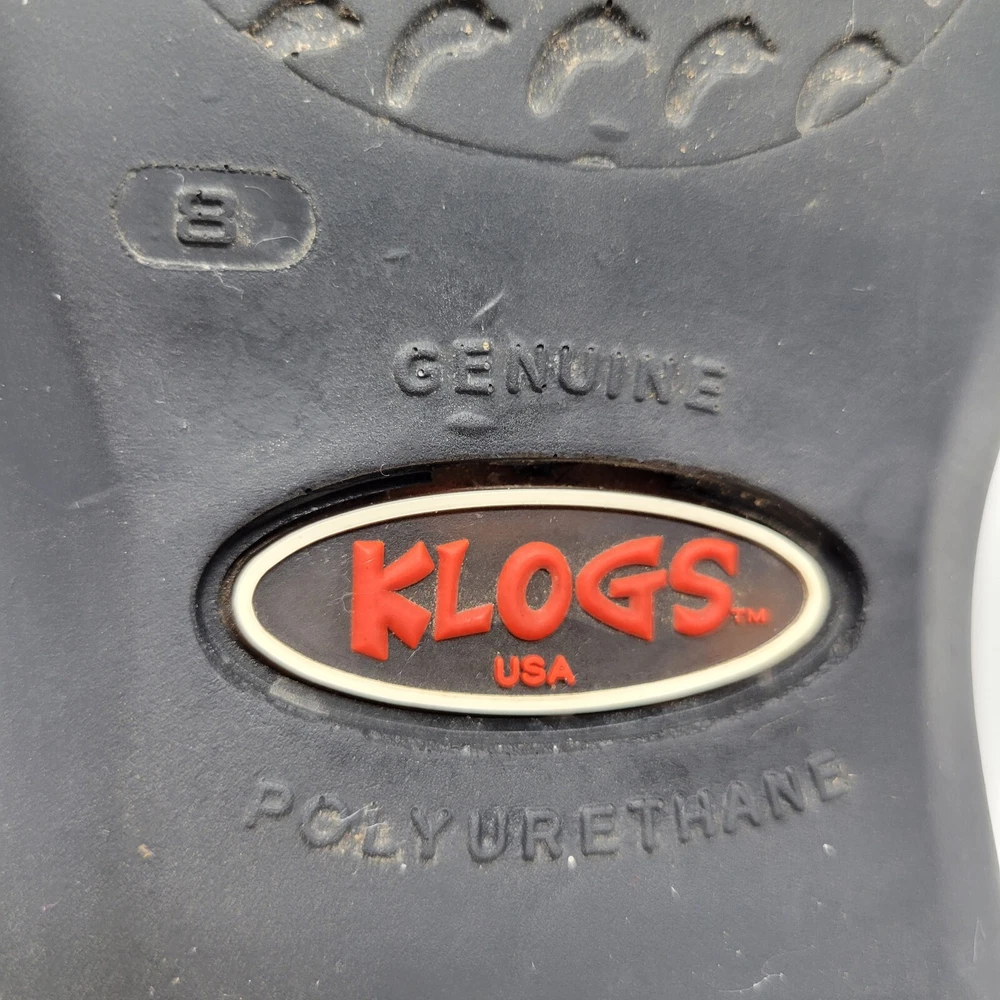 8
GENUINE
KLOGS™
USA
POLYURETHANE